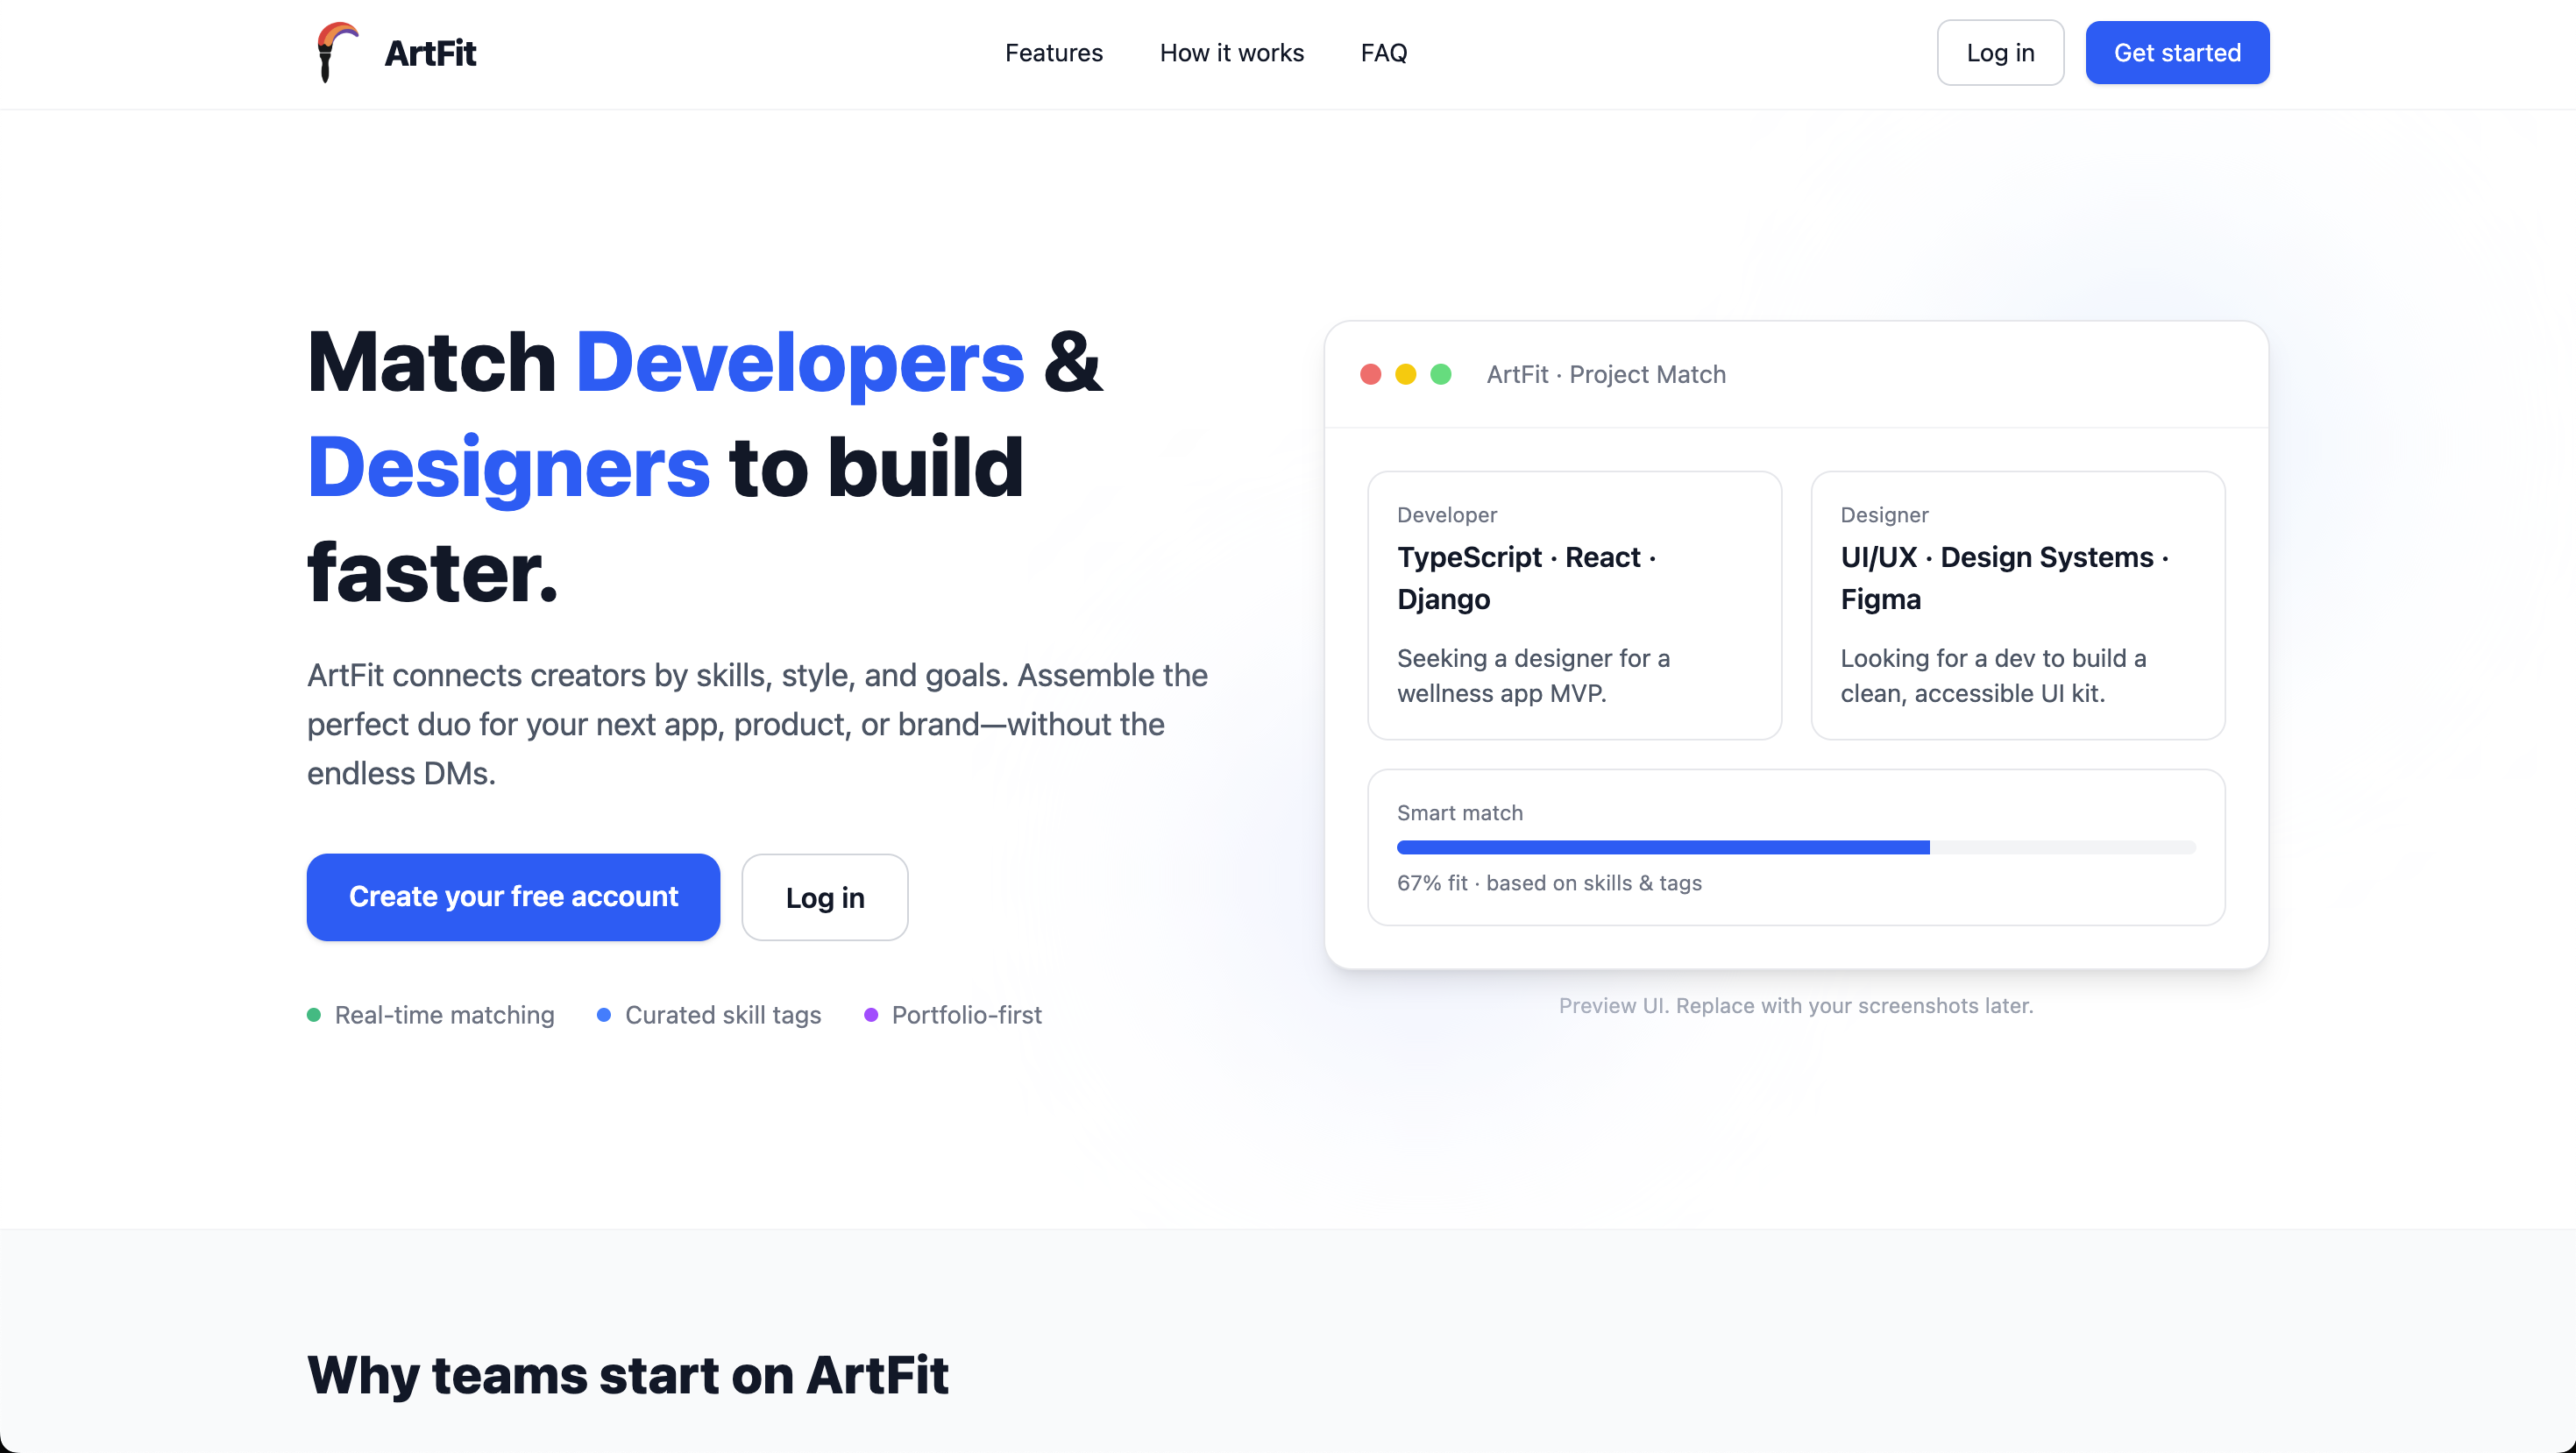 ArtFit
Features
How it works
FAQ
Log in
Get started
Match Developers &
Designers to build
faster.
ArtFit connects creators by skills, style, and goals. Assemble the
perfect duo for your next app, product, or brand—without the
endless DMs.
Create your free account
Log in
Real-time matching
Curated skill tags
Portfolio-first
ArtFit · Project Match
Developer
TypeScript · React ·
Django
Seeking a designer for a
wellness app MVP.
Designer
UI/UX · Design Systems ·
Figma
Looking for a dev to build a
clean, accessible UI kit.
Smart match
67% fit · based on skills & tags
Preview UI. Replace with your screenshots later.
Why teams start on ArtFit